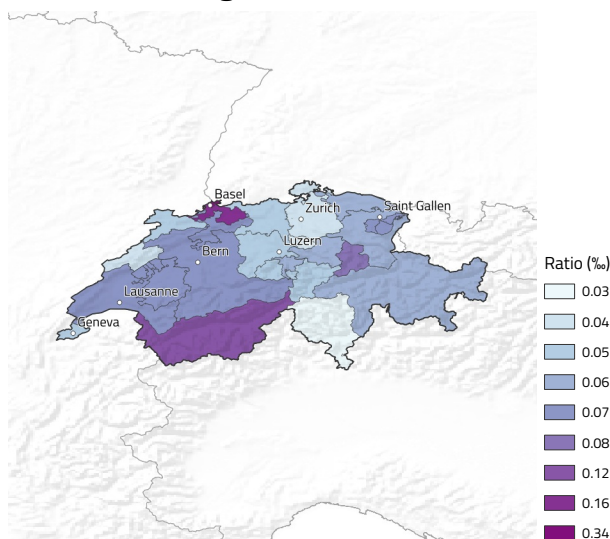 Basel
Zurich
Saint Gallen
Luzern
Bern
Lausanne
Geneva
Ratio (‰)
0.03
0.04
0.05
0.06
0.07
0.08
0.12
0.16
0.34